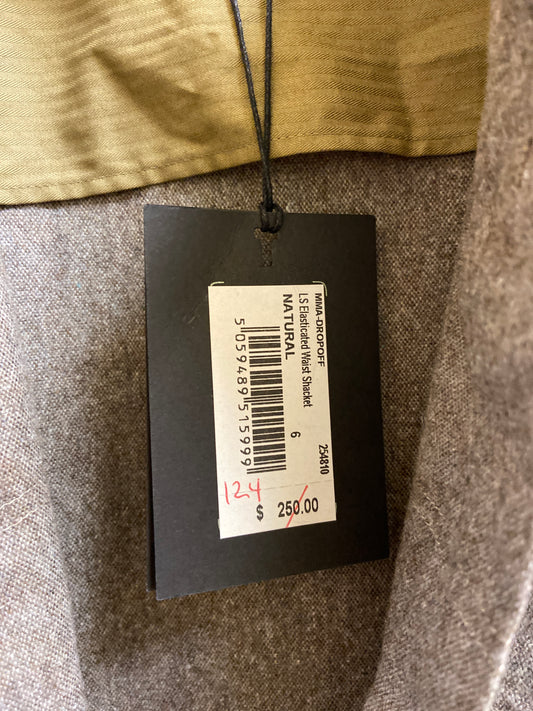 MMA-DROPOFF
LS Elasticated Waist Shacket
NATURAL
254810
6
5 059489 515999
124
$ 250.00